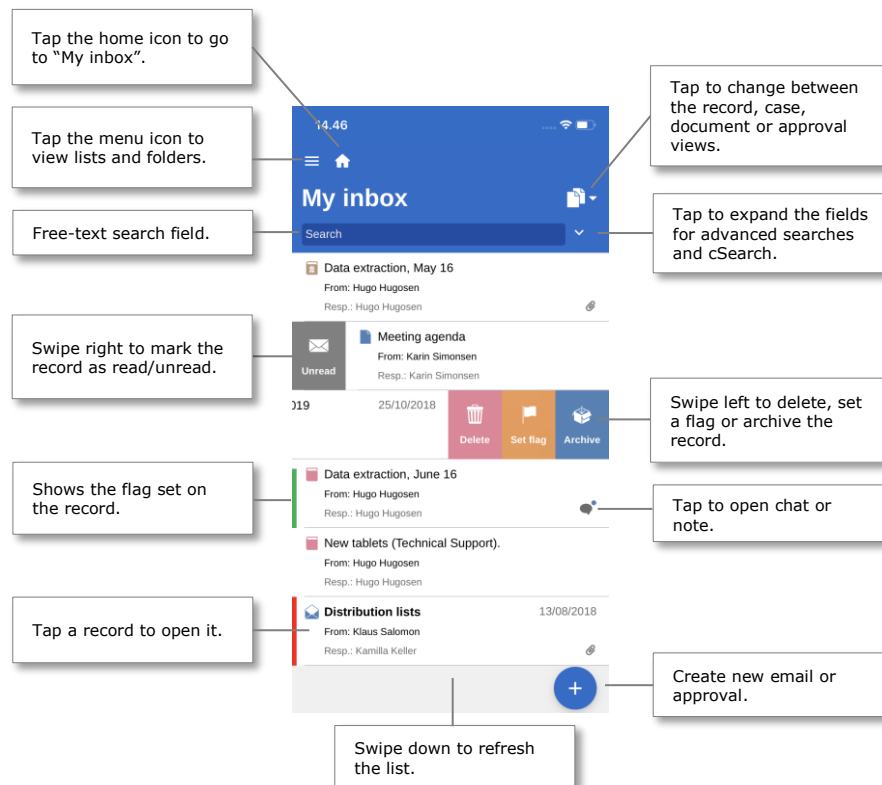 Tap the home icon to go
to “My inbox”.
Tap to change between
the record, case,
document or approval
views.
14.46
Tap the menu icon to
view lists and folders.
My inbox
Free-text search field.
Search
Tap to expand the fields
for advanced searches
and cSearch.
Data extraction, May 16
From: Hugo Hugosen
Resp.: Hugo Hugosen
Swipe right to mark the
record as read/unread.
Unread
Meeting agenda
From: Karin Simonsen
Resp.: Karin Simonsen
019
25/10/2018
Delete
Set flag
Archive
Swipe left to delete, set
a flag or archive the
record.
Shows the flag set on
the record.
Data extraction, June 16
From: Hugo Hugosen
Resp.: Hugo Hugosen
Tap to open chat or
note.
New tablets (Technical Support).
From: Hugo Hugosen
Resp.: Hugo Hugosen
Tap a record to open it.
Distribution lists
13/08/2018
From: Klaus Salomon
Resp.: Kamilla Keller
Create new email or
approval.
Swipe down to refresh
the list.